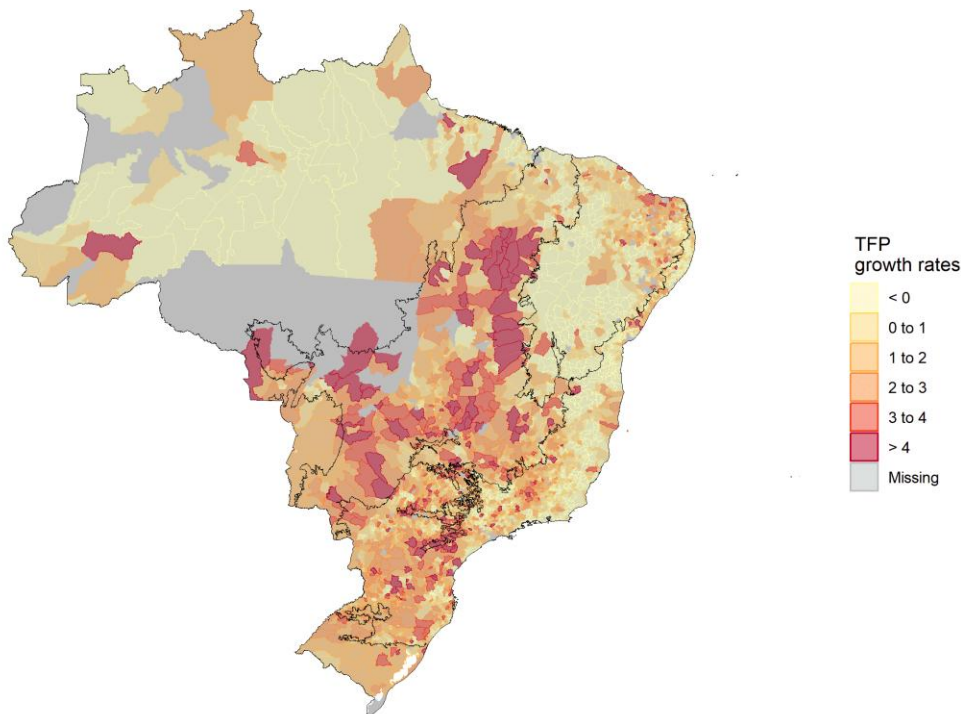 TFP
growth rates
< 0
0 to 1
1 to 2
2 to 3
3 to 4
> 4
Missing